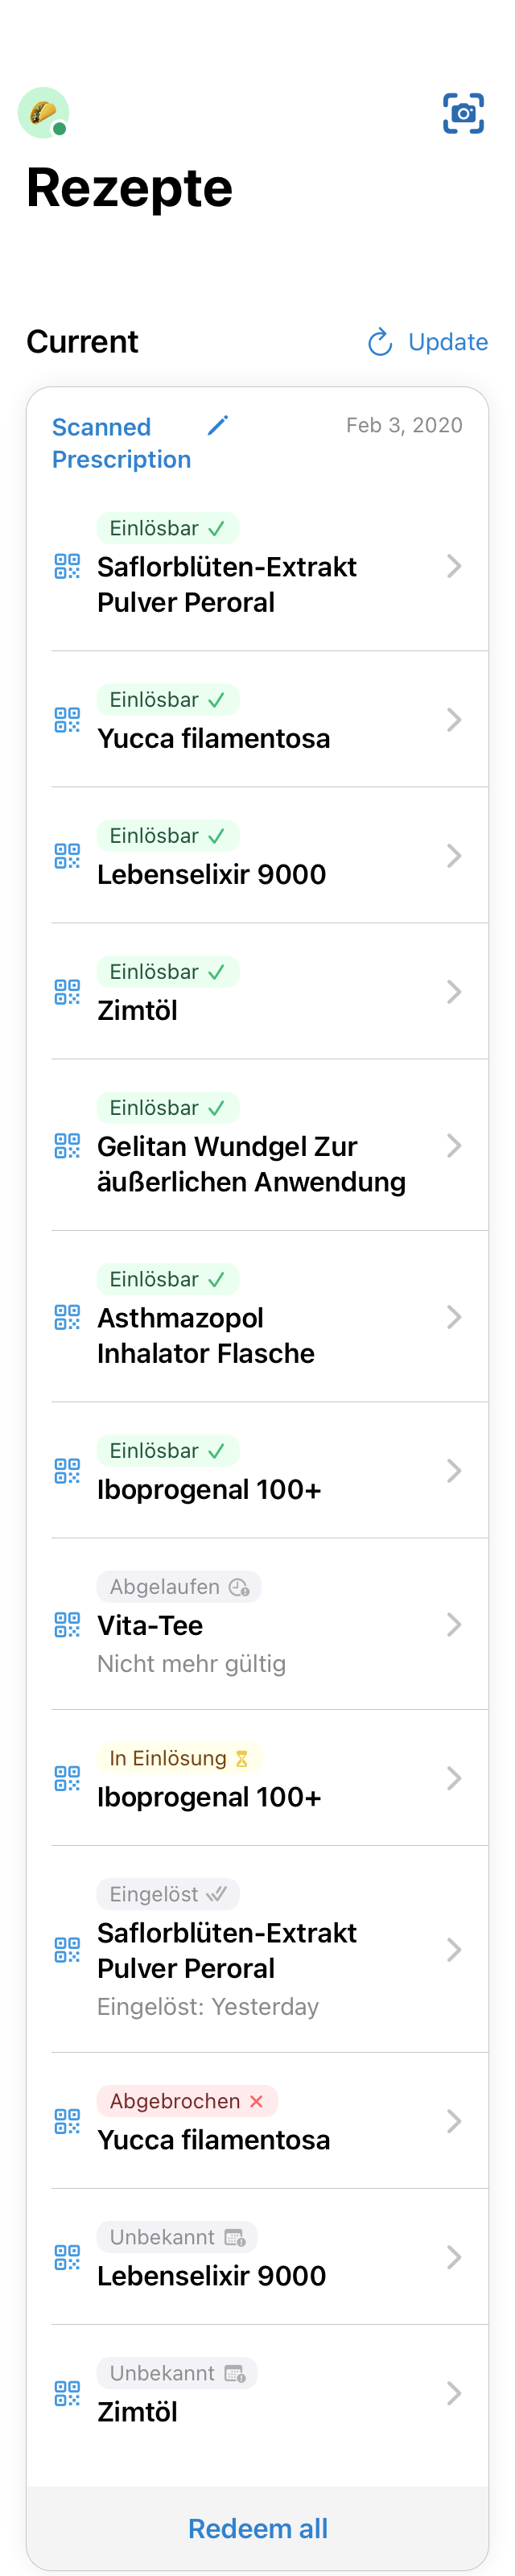 Rezepte
Current
Update
Scanned
Prescription
Feb 3, 2020
Einlösbar
Saflorblüten-Extrakt
Pulver Peroral
Einlösbar
Yucca filamentosa
Einlösbar
Lebenselixir 9000
Einlösbar
Zimtöl
Einlösbar
Gelitan Wundgel Zur
äußerlichen Anwendung
Einlösbar
Asthmazopol
Inhalator Flasche
Einlösbar
Iboprogenal 100+
Abgelaufen
Vita-Tee
Nicht mehr gültig
In Einlösung
Iboprogenal 100+
Eingelöst
Saflorblüten-Extrakt
Pulver Peroral
Eingelöst: Yesterday
Abgebrochen
Yucca filamentosa
Unbekannt
Lebenselixir 9000
Unbekannt
Zimtöl
Redeem all